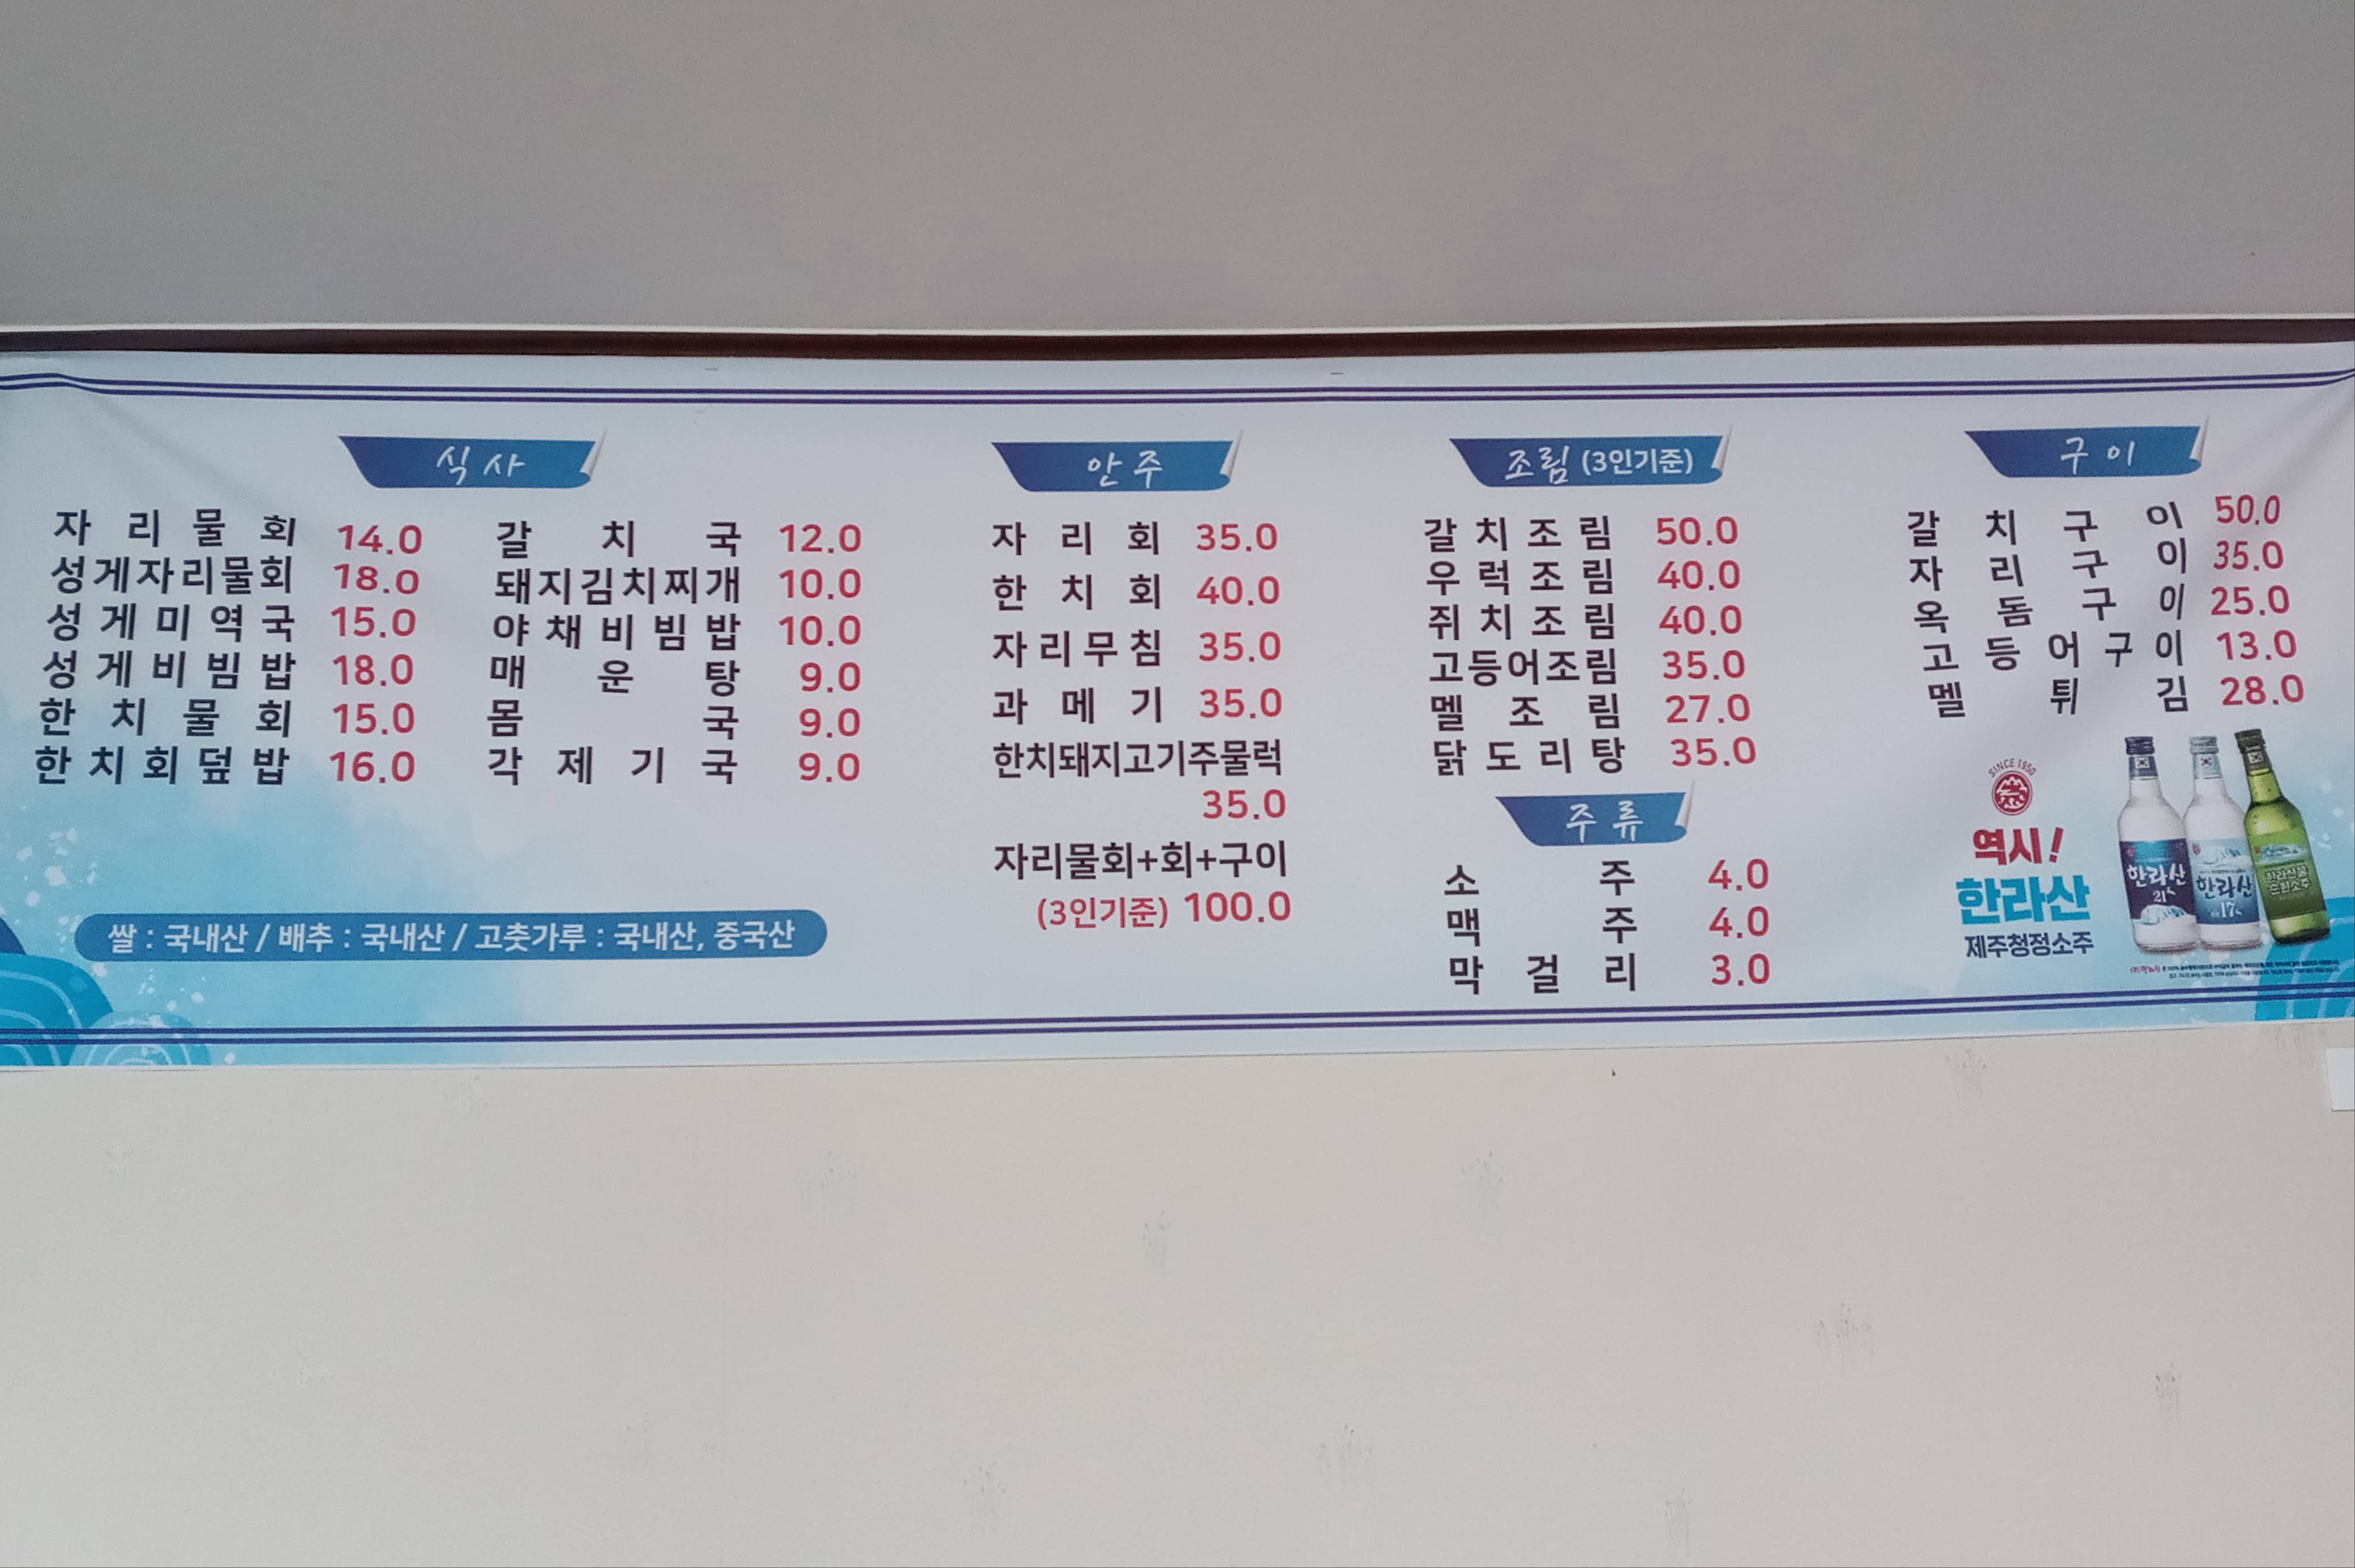 식사
자리물회 14.0
성게자리물회 18.0
성게미역국 15.0
성게비빔밥 18.0
한치물회 15.0
한치회덮밥 16.0
갈치국 12.0
돼지김치찌개 10.0
야채비빔밥 10.0
매운탕 9.0
몸국 9.0
각제기국 9.0
쌀 : 국내산 / 배추 : 국내산 / 고춧가루 : 국내산, 중국산
안주
자리회 35.0
한치회 40.0
자리무침 35.0
과메기 35.0
한치돼지고기주물럭
35.0
자리물회+회+구이
(3인기준) 100.0
조림 (3인기준)
갈치조림 50.0
우럭조림 40.0
쥐치조림 40.0
고등어조림 35.0
멜조림 27.0
닭도리탕 35.0
주류
소주 4.0
맥주 4.0
막걸리 3.0
구이
갈치구이 50.0
자리구이 35.0
옥돔구이 25.0
고등어구이 13.0
멜튀김 28.0
SINCE 1950
역시!
한라산
제주청정소주
한라산
21
한라산
17
한라산물
순한소주